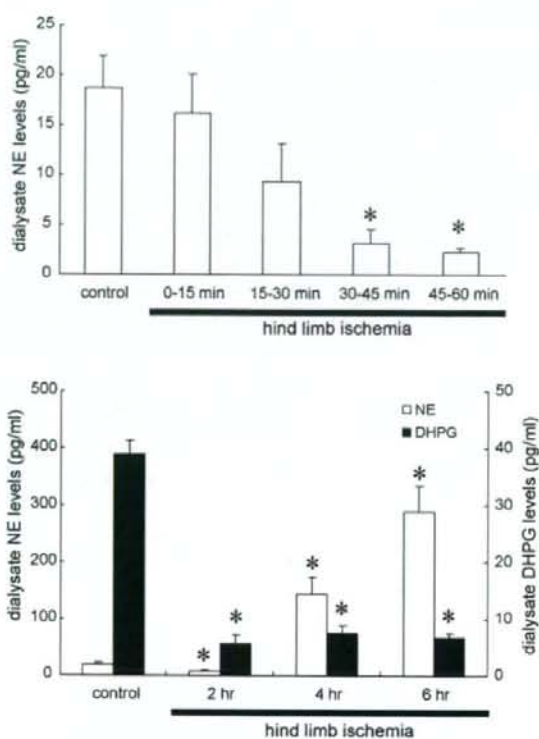 25
20
15
10
5
0
dialysate NE levels (pg/ml)
* *
control 0-15 min 15-30 min 30-45 min 45-60 min
hind limb ischemia
500
400
300
200
100
0
dialysate NE levels (pg/ml)
50
40
30
20
10
0
dialysate DHPG levels (pg/ml)
NE
DHPG
* * * * * *
control 2 hr 4 hr 6 hr
hind limb ischemia